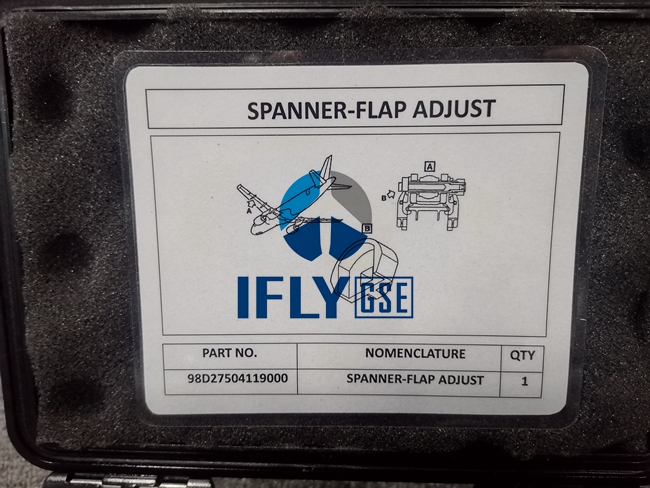 SPANNER-FLAP ADJUST
A
A
B
B
IFLY GSE
PART NO. NOMENCLATURE QTY
98D27504119000 SPANNER-FLAP ADJUST 1